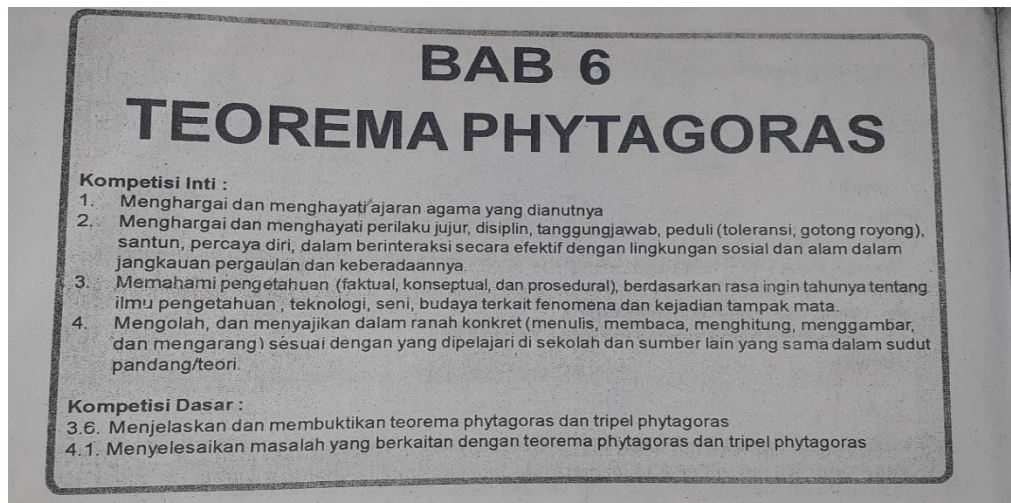 BAB 6
TEOREMA PHYTAGORAS
Kompetisi Inti :
1. Menghargai dan menghayati ajaran agama yang dianutnya
2. Menghargai dan menghayati perilaku jujur, disiplin, tanggungjawab, peduli (toleransi, gotong royong),
santun, percaya diri, dalam berinteraksi secara efektif dengan lingkungan sosial dan alam dalam
jangkauan pergaulan dan keberadaannya.
3. Memahami pengetahuan (faktual, konseptual, dan prosedural), berdasarkan rasa ingin tahunya tentang
ilmu pengetahuan , teknologi, seni, budaya terkait fenomena dan kejadian tampak mata.
4. Mengolah, dan menyajikan dalam ranah konkret (menulis, membaca, menghitung, menggambar,
dan mengarang) sesuai dengan yang dipelajari di sekolah dan sumber lain yang sama dalam sudut
pandang/teori.
Kompetisi Dasar :
3.6. Menjelaskan dan membuktikan teorema phytagoras dan tripel phytagoras
4.1. Menyelesaikan masalah yang berkaitan dengan teorema phytagoras dan tripel phytagoras